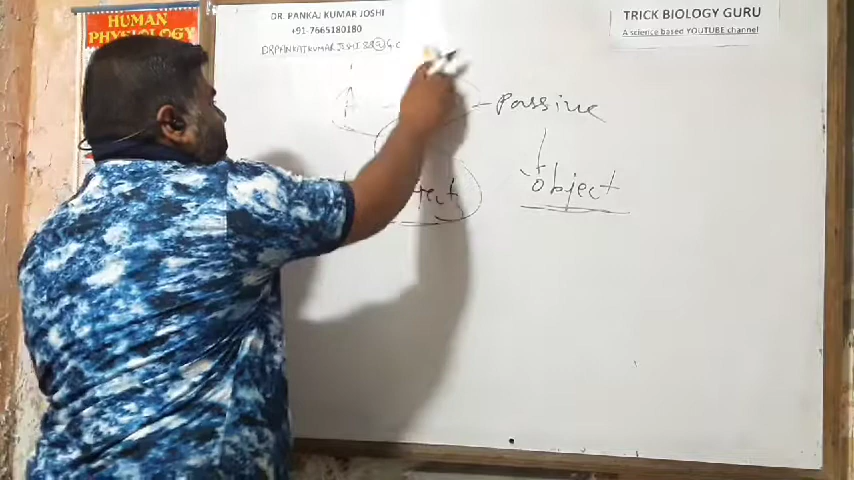 HUMAN
PHYSIOLOGY
DR.PANKAJ KUMAR JOSHI
+91-7665180180
TRICK BIOLOGY GURU
A science based YOUTUBE channel
Passive
object